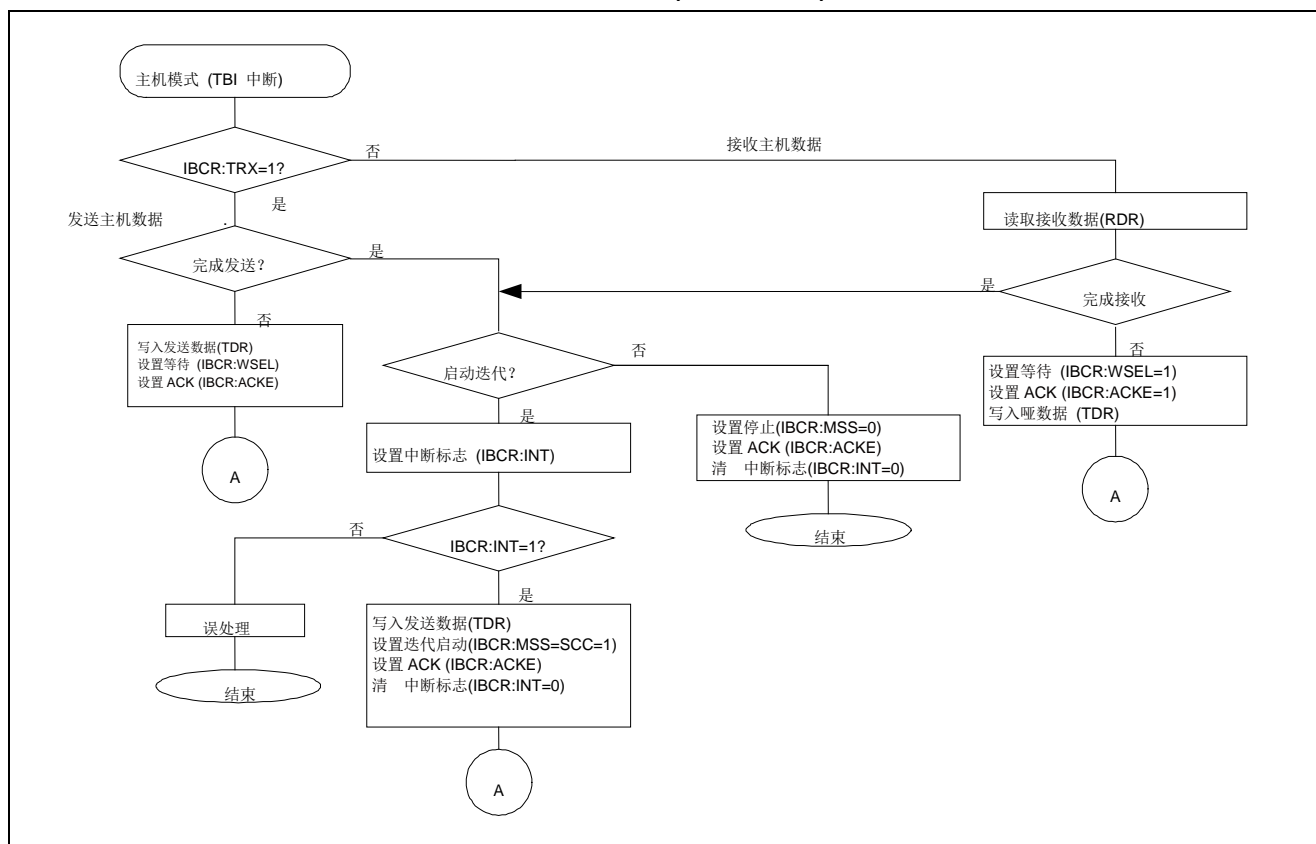 主机模式 (TBI 中断)
IBCR:TRX=1?
否
接收主机数据
是
发送主机数据
读取接收数据(RDR)
完成发送?
是
是
完成接收
否
写入发送数据(TDR)
设置等待 (IBCR:WSEL)
设置 ACK (IBCR:ACKE)
启动迭代?
否
否
设置等待 (IBCR:WSEL=1)
设置 ACK (IBCR:ACKE=1)
写入哑数据 (TDR)
是
设置停止(IBCR:MSS=0)
设置 ACK (IBCR:ACKE)
清 中断标志(IBCR:INT=0)
设置中断标志 (IBCR:INT)
A
A
结束
否
IBCR:INT=1?
是
误处理
写入发送数据(TDR)
设置迭代启动(IBCR:MSS=SCC=1)
设置 ACK (IBCR:ACKE)
清 中断标志(IBCR:INT=0)
结束
A